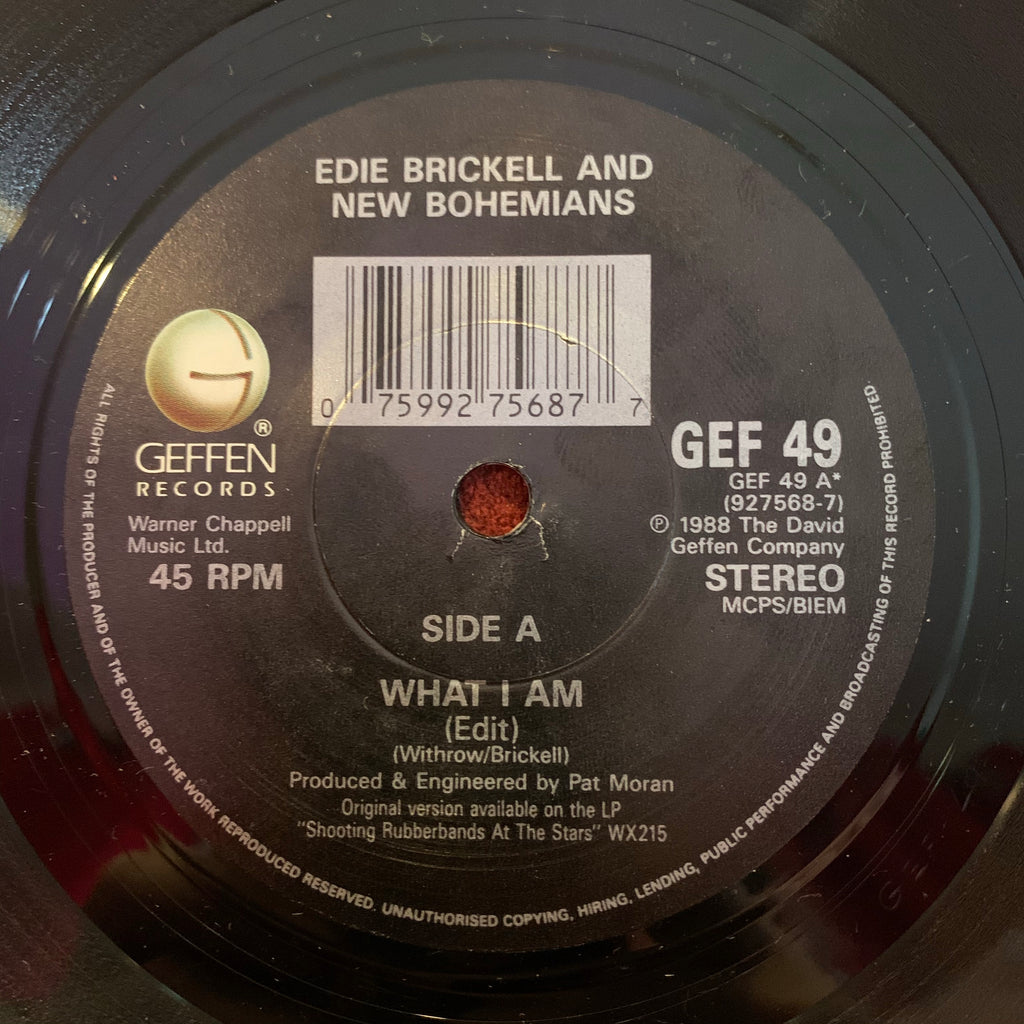 EDIE BRICKELL AND
NEW BOHEMIANS
0 75992 75687 7
GEFFEN ®
RECORDS
Warner Chappell
Music Ltd.
45 RPM
GEF 49
GEF 49 A*
(927568-7)
℗ 1988 The David
Geffen Company
STEREO
MCPS/BIEM
SIDE A
WHAT I AM
(Edit)
(Withrow/Brickell)
Produced & Engineered by Pat Moran
Original version available on the LP
"Shooting Rubberbands At The Stars" WX215
ALL RIGHTS OF THE PRODUCER AND OF THE OWNER OF THE WORK REPRODUCED RESERVED. UNAUTHORISED COPYING, HIRING, LENDING, PUBLIC PERFORMANCE AND BROADCASTING OF THIS RECORD PROHIBITED